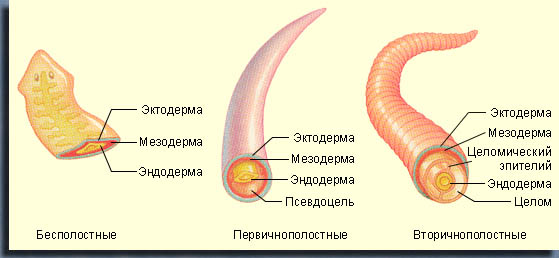 Эктодерма
Мезодерма
Эндодерма
Бесполостные
Эктодерма
Мезодерма
Эндодерма
Псевдоцель
Первичнополостные
Эктодерма
Мезодерма
Целомический
эпителий
Эндодерма
Целом
Вторичнополостные